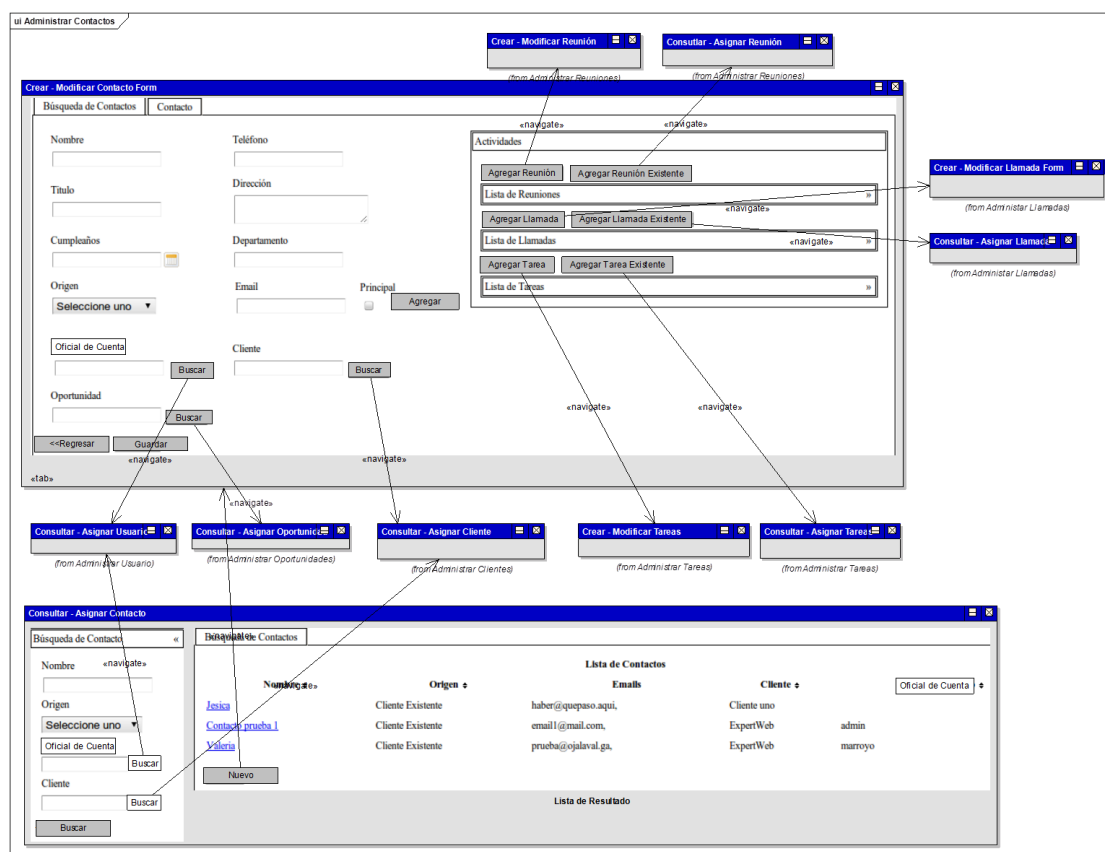 ui Administrar Contactos
Crear - Modificar Reunión
(from Administrar Reuniones)
Consutlar - Asignar Reunión
(from Administrar Reuniones)
Crear - Modificar Contacto Form
Búsqueda de Contactos
Contacto
Nombre
Teléfono
Titulo
Dirección
Cumpleaños
Departamento
Origen
Seleccione uno
Email
Principal
Agregar
Oficial de Cuenta
Buscar
Cliente
Buscar
Oportunidad
Buscar
<<Regresar
Guardar
«tab»
«navigate»
«navigate»
Actividades
Agregar Reunión
Agregar Reunión Existente
Lista de Reuniones »
«navigate»
Agregar Llamada
Agregar Llamada Existente
Lista de Llamadas »
«navigate»
Agregar Tarea
Agregar Tarea Existente
Lista de Tareas »
«navigate»
«navigate»
Crear - Modificar Llamada Form
(from Administar Llamadas)
Consultar - Asignar Llamada
(from Administar Llamadas)
«navigate»
«navigate»
«navigate»
Consultar - Asignar Usuario
(from Administrar Usuario)
Consultar - Asignar Oportunidad
(from Administrar Oportunidades)
Consultar - Asignar Cliente
(from Administrar Clientes)
Crear - Modificar Tareas
(from Administrar Tareas)
Consultar - Asignar Tareas
(from Administrar Tareas)
Consultar - Asignar Contacto
Búsqueda de Contacto «
Nombre
«navigate»
Origen
Seleccione uno
Oficial de Cuenta
Buscar
Cliente
Buscar
Buscar
Búsqueda de Contactos
«navigate»
Lista de Contactos
Nombre Origen Emails Cliente Oficial de Cuenta
«navigate»
Jesica Cliente Existente haber@quepaso.aqui, Cliente uno
Contacto prueba 1 Cliente Existente email1@mail.com, ExpertWeb admin
Valeria Cliente Existente prueba@ojalaval.ga, ExpertWeb marroyo
Nuevo
Lista de Resultado